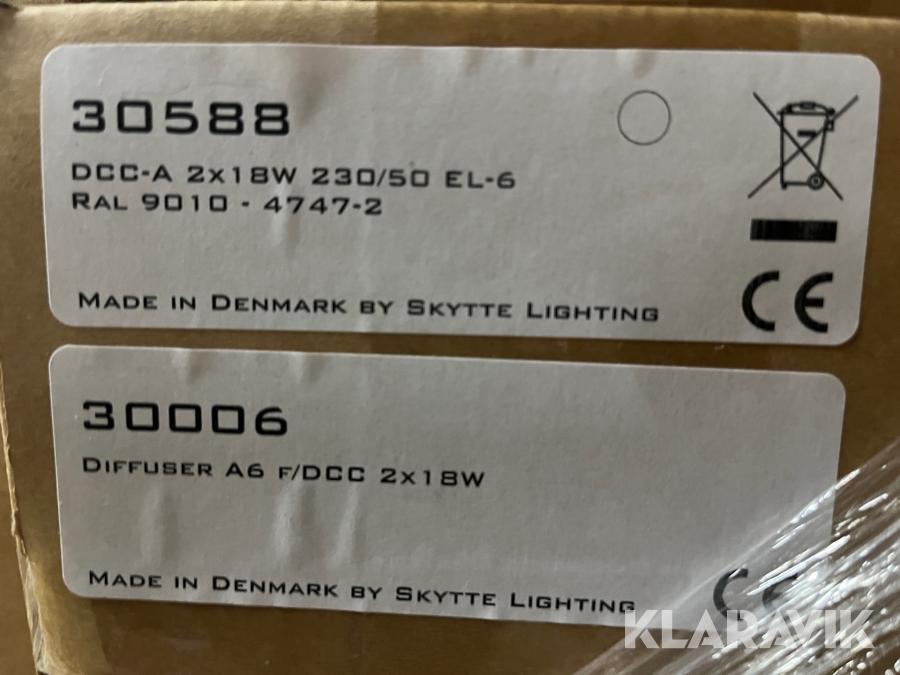 30588
DCC-A 2x18W 230/50 EL-6
RAL 9010 - 4747-2
MADE IN DENMARK BY SKYTTE LIGHTING
CE
30006
DIFFUSER A6 F/DCC 2x18W
MADE IN DENMARK BY SKYTTE LIGHTING
CE
KLARAVIK